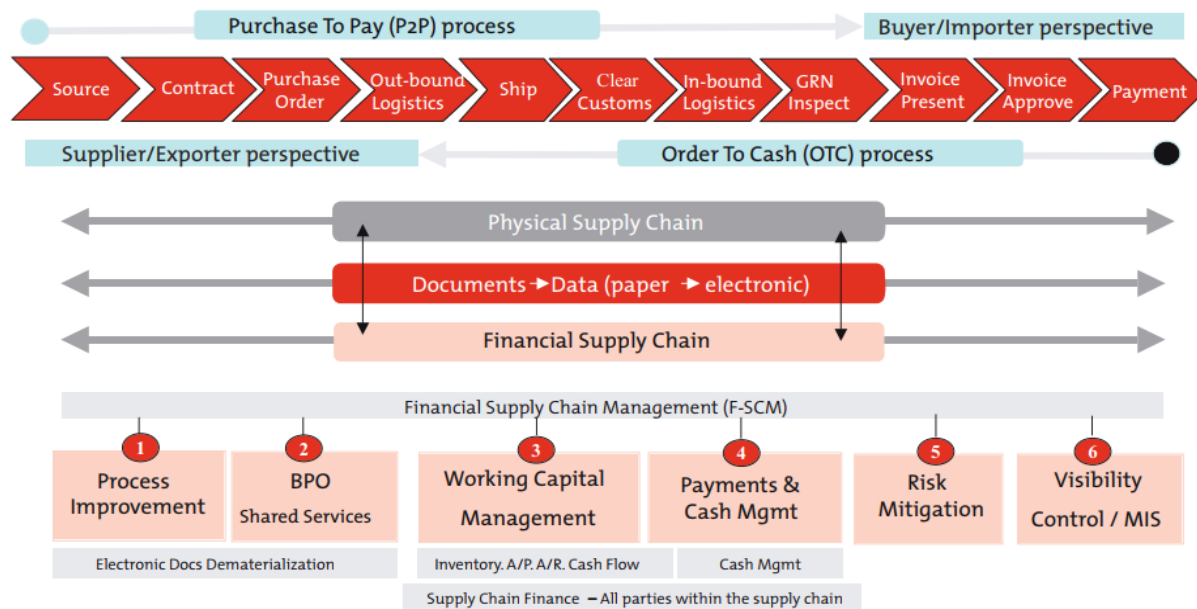 Purchase To Pay (P2P) process
Buyer/Importer perspective
Source
Contract
Purchase
Order
Out-bound
Logistics
Ship
Clear
Customs
In-bound
Logistics
GRN
Inspect
Invoice
Present
Invoice
Approve
Payment
Supplier/Exporter perspective
Order To Cash (OTC) process
Physical Supply Chain
Documents → Data (paper → electronic)
Financial Supply Chain
Financial Supply Chain Management (F-SCM)
1
Process
Improvement
2
BPO
Shared Services
3
Working Capital
Management
4
Payments &
Cash Mgmt
5
Risk
Mitigation
6
Visibility
Control / MIS
Electronic Docs Dematerialization
Inventory. A/P. A/R. Cash Flow
Cash Mgmt
Supply Chain Finance – All parties within the supply chain